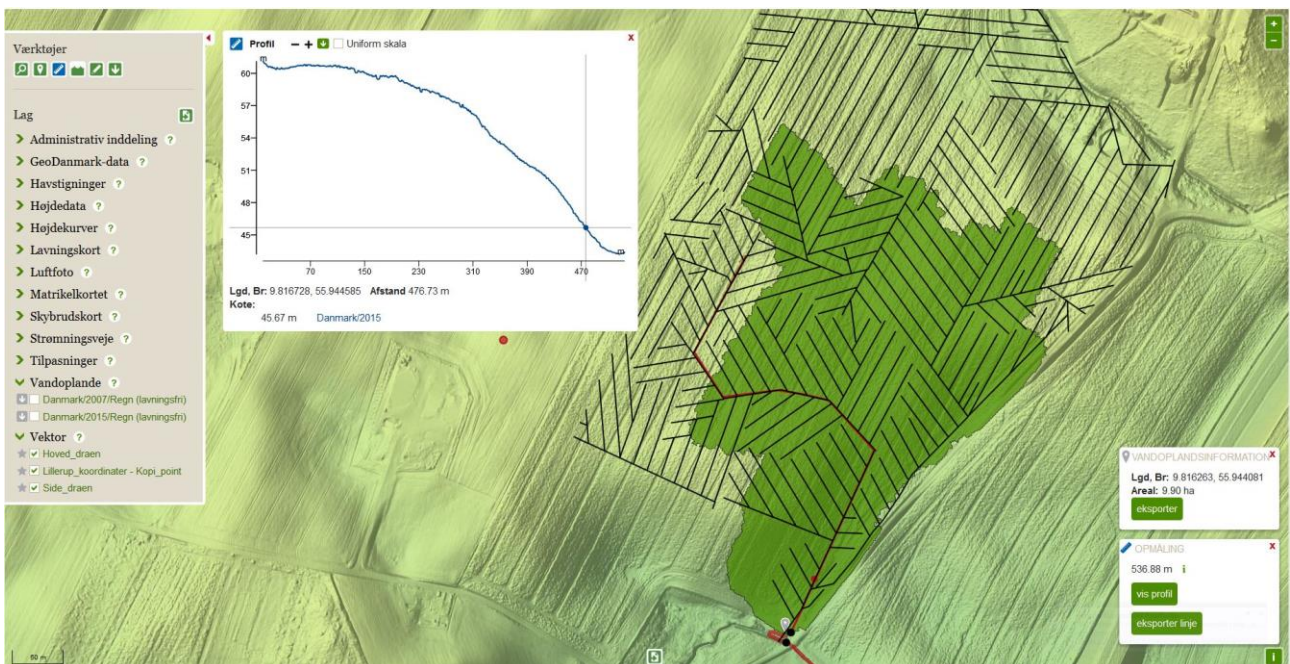 Værktøjer
Lag
Administrativ inddeling ?
GeoDanmark-data ?
Havstigninger ?
Højdedata ?
Højdekurver ?
Lavningskort ?
Luftfoto ?
Matrikelkortet ?
Skybrudskort ?
Strømningsveje ?
Tilpasninger ?
Vandoplande ?
Danmark/2007/Regn (lavningsfri)
Danmark/2015/Regn (lavningsfri)
Vektor ?
Hoved_draen
Lillerup_koordinater - Kopi_point
Side_draen
50 m
Profil − + Uniform skala x
m
60
57
54
51
48
45
m
70 150 230 310 390 470
Lgd, Br: 9.816728, 55.944585 Afstand 476.73 m
Kote:
45.67 m Danmark/2015
+
−
VANDOPLANDSINFORMATION x
Lgd, Br: 9.816263, 55.944081
Areal: 9.90 ha
eksporter
OPMÅLING x
536.88 m i
vis profil
eksporter linje
i